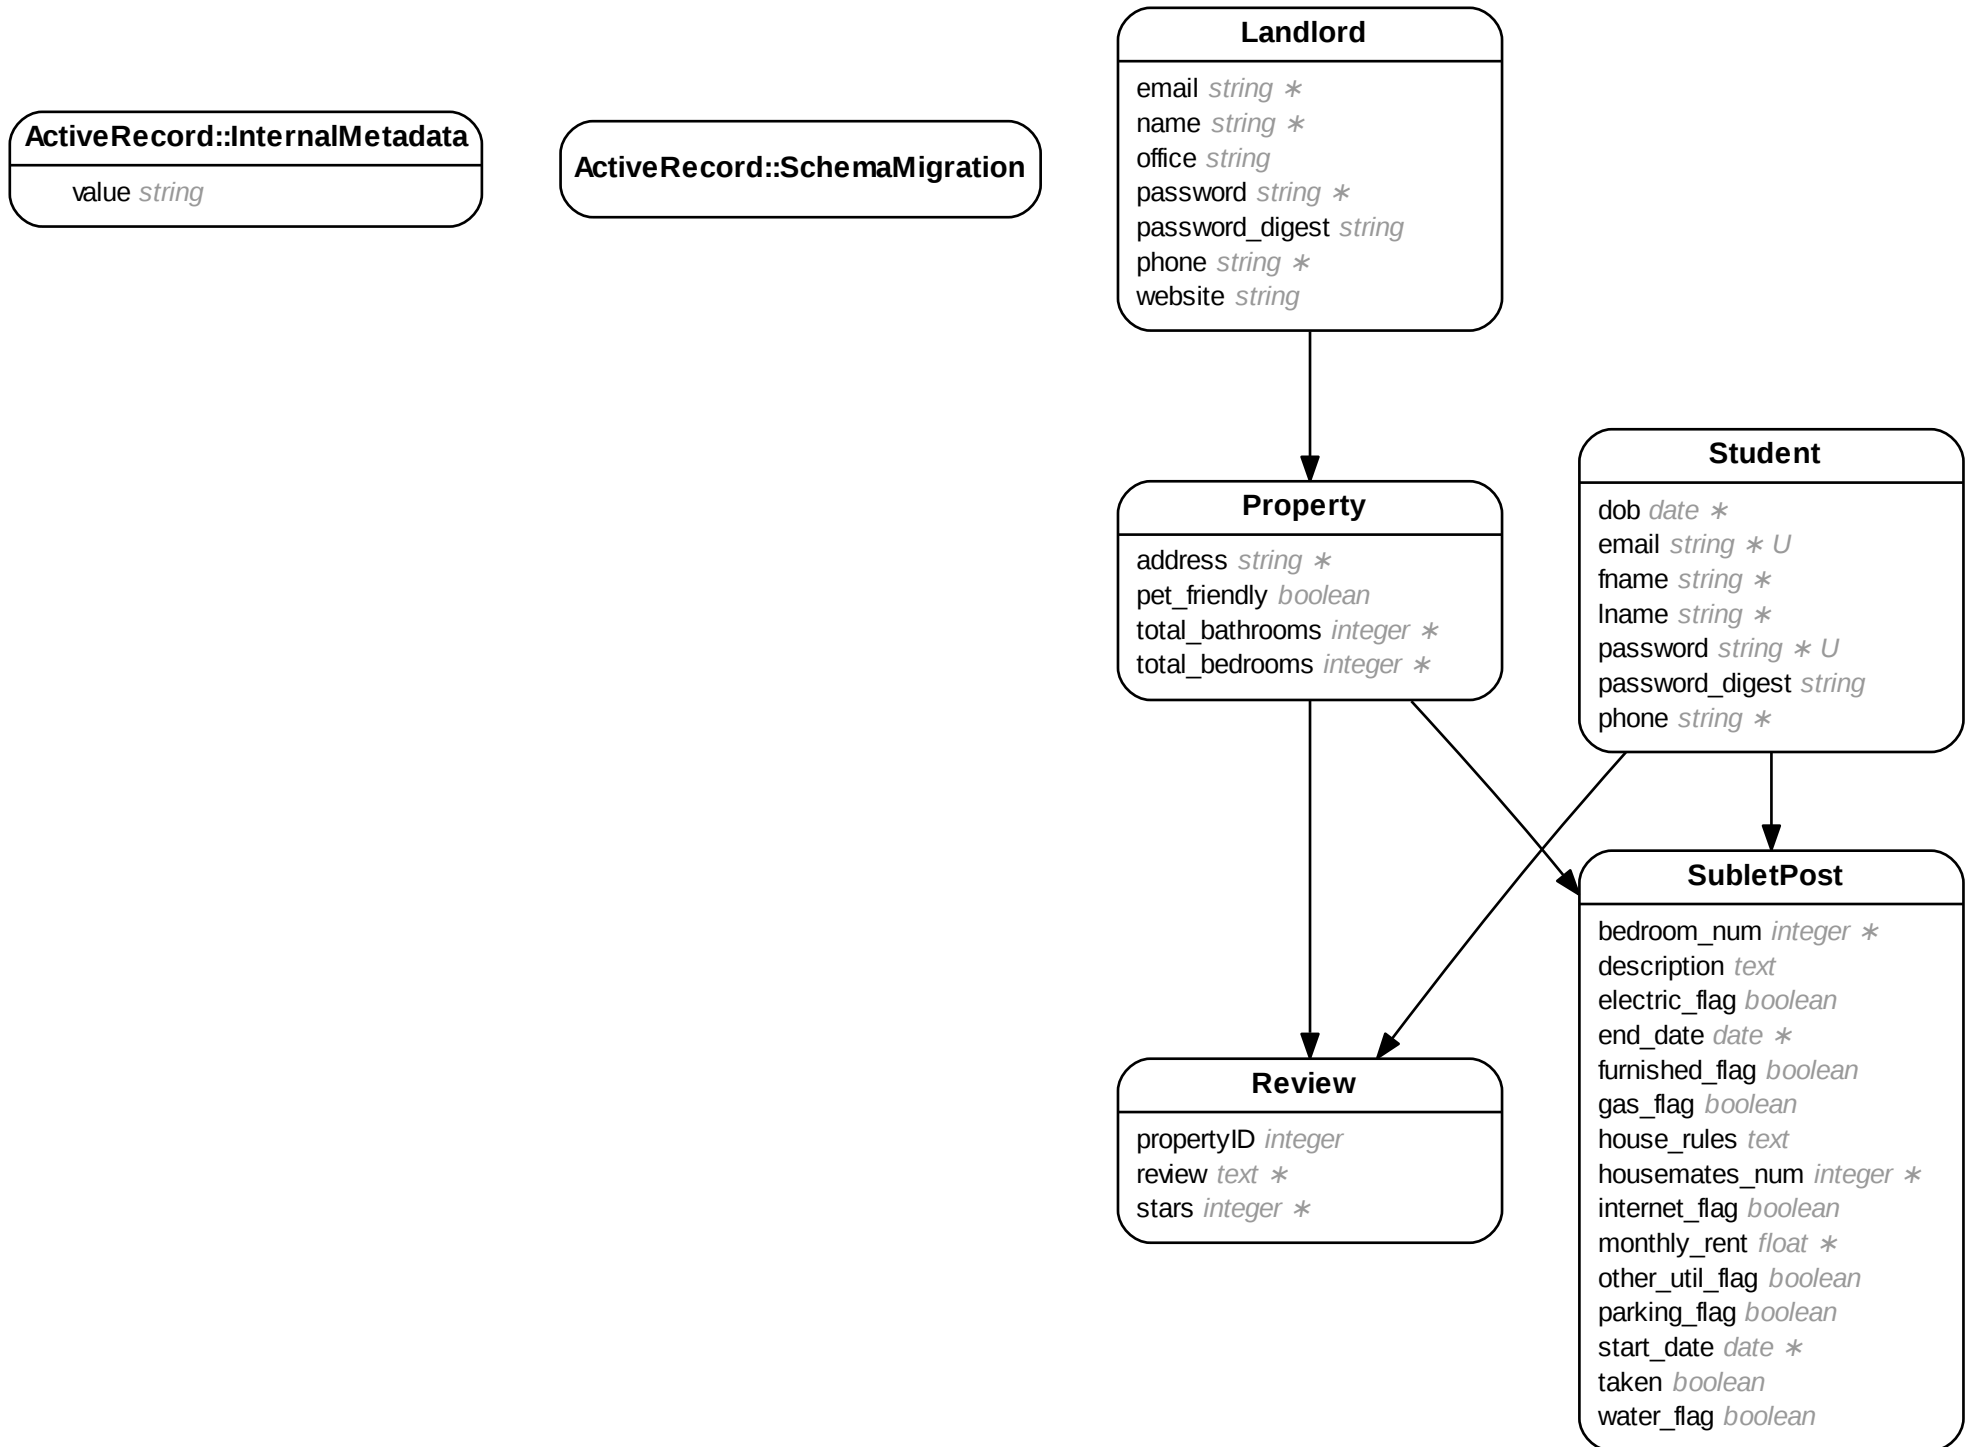 ActiveRecord::InternalMetadata
value string
ActiveRecord::SchemaMigration
Landlord
email string ∗
name string ∗
office string
password string ∗
password_digest string
phone string ∗
website string
Property
address string ∗
pet_friendly boolean
total_bathrooms integer ∗
total_bedrooms integer ∗
Student
dob date ∗
email string ∗ U
fname string ∗
lname string ∗
password string ∗ U
password_digest string
phone string ∗
Review
propertyID integer
review text ∗
stars integer ∗
SubletPost
bedroom_num integer ∗
description text
electric_flag boolean
end_date date ∗
furnished_flag boolean
gas_flag boolean
house_rules text
housemates_num integer ∗
internet_flag boolean
monthly_rent float ∗
other_util_flag boolean
parking_flag boolean
start_date date ∗
taken boolean
water_flag boolean